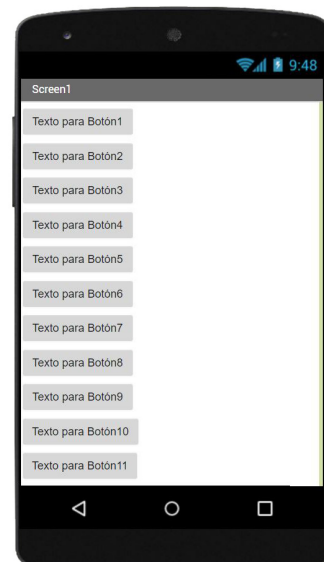 9:48
Screen1
Texto para Botón1
Texto para Botón2
Texto para Botón3
Texto para Botón4
Texto para Botón5
Texto para Botón6
Texto para Botón7
Texto para Botón8
Texto para Botón9
Texto para Botón10
Texto para Botón11